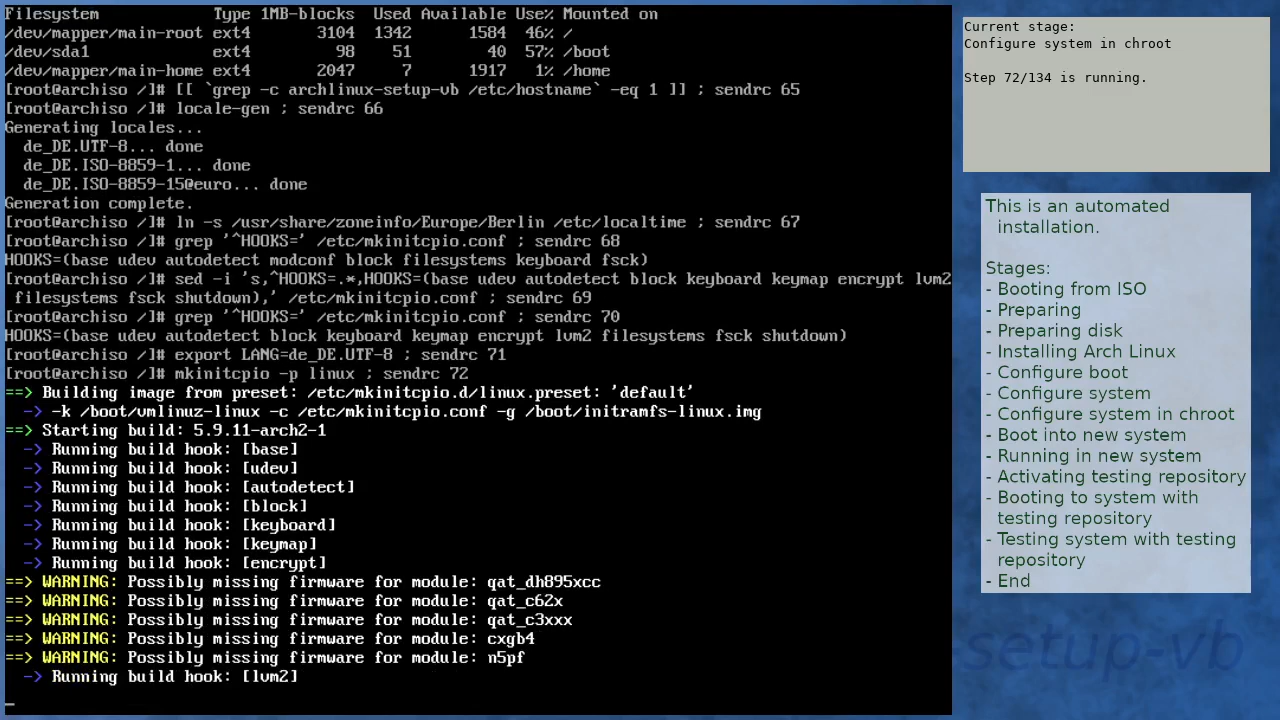 Filesystem            Type 1MB-blocks  Used Available Use% Mounted on
/dev/mapper/main-root ext4       3104  1342      1584  46% /
/dev/sda1             ext4         98    51        40  57% /boot
/dev/mapper/main-home ext4       2047     7      1917   1% /home
[root@archiso /]# [[ `grep -c archlinux-setup-vb /etc/hostname` -eq 1 ]] ; sendrc 65
[root@archiso /]# locale-gen ; sendrc 66
Generating locales...
  de_DE.UTF-8... done
  de_DE.ISO-8859-1... done
  de_DE.ISO-8859-15@euro... done
Generation complete.
[root@archiso /]# ln -s /usr/share/zoneinfo/Europe/Berlin /etc/localtime ; sendrc 67
[root@archiso /]# grep '^HOOKS=' /etc/mkinitcpio.conf ; sendrc 68
HOOKS=(base udev autodetect modconf block filesystems keyboard fsck)
[root@archiso /]# sed -i 's,^HOOKS=.*,HOOKS=(base udev autodetect block keyboard keymap encrypt lvm2
 filesystems fsck shutdown),' /etc/mkinitcpio.conf ; sendrc 69
[root@archiso /]# grep '^HOOKS=' /etc/mkinitcpio.conf ; sendrc 70
HOOKS=(base udev autodetect block keyboard keymap encrypt lvm2 filesystems fsck shutdown)
[root@archiso /]# export LANG=de_DE.UTF-8 ; sendrc 71
[root@archiso /]# mkinitcpio -p linux ; sendrc 72
==> Building image from preset: /etc/mkinitcpio.d/linux.preset: 'default'
  -> -k /boot/vmlinuz-linux -c /etc/mkinitcpio.conf -g /boot/initramfs-linux.img
==> Starting build: 5.9.11-arch2-1
  -> Running build hook: [base]
  -> Running build hook: [udev]
  -> Running build hook: [autodetect]
  -> Running build hook: [block]
  -> Running build hook: [keyboard]
  -> Running build hook: [keymap]
  -> Running build hook: [encrypt]
==> WARNING: Possibly missing firmware for module: qat_dh895xcc
==> WARNING: Possibly missing firmware for module: qat_c62x
==> WARNING: Possibly missing firmware for module: qat_c3xxx
==> WARNING: Possibly missing firmware for module: cxgb4
==> WARNING: Possibly missing firmware for module: n5pf
  -> Running build hook: [lvm2]
_
Current stage:
Configure system in chroot
Step 72/134 is running.
This is an automated
installation.
Stages:
- Booting from ISO
- Preparing
- Preparing disk
- Installing Arch Linux
- Configure boot
- Configure system
- Configure system in chroot
- Boot into new system
- Running in new system
- Activating testing repository
- Booting to system with
testing repository
- Testing system with testing
repository
- End
setup-vb